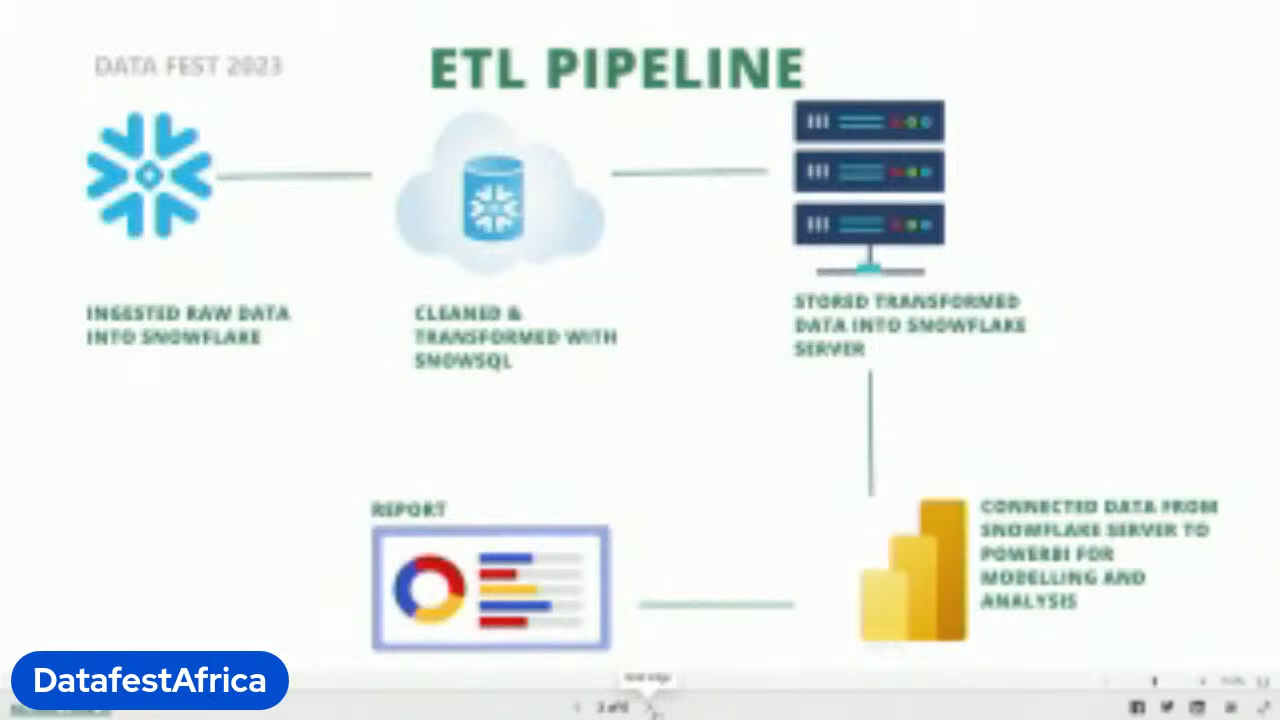 DATA FEST 2023
ETL PIPELINE
INGESTED RAW DATA
INTO SNOWFLAKE
CLEANED &
TRANSFORMED WITH
SNOWSQL
STORED TRANSFORMED
DATA INTO SNOWFLAKE
SERVER
CONNECTED DATA FROM
SNOWFLAKE SERVER TO
POWERBI FOR
MODELLING AND
ANALYSIS
REPORT
DatafestAfrica